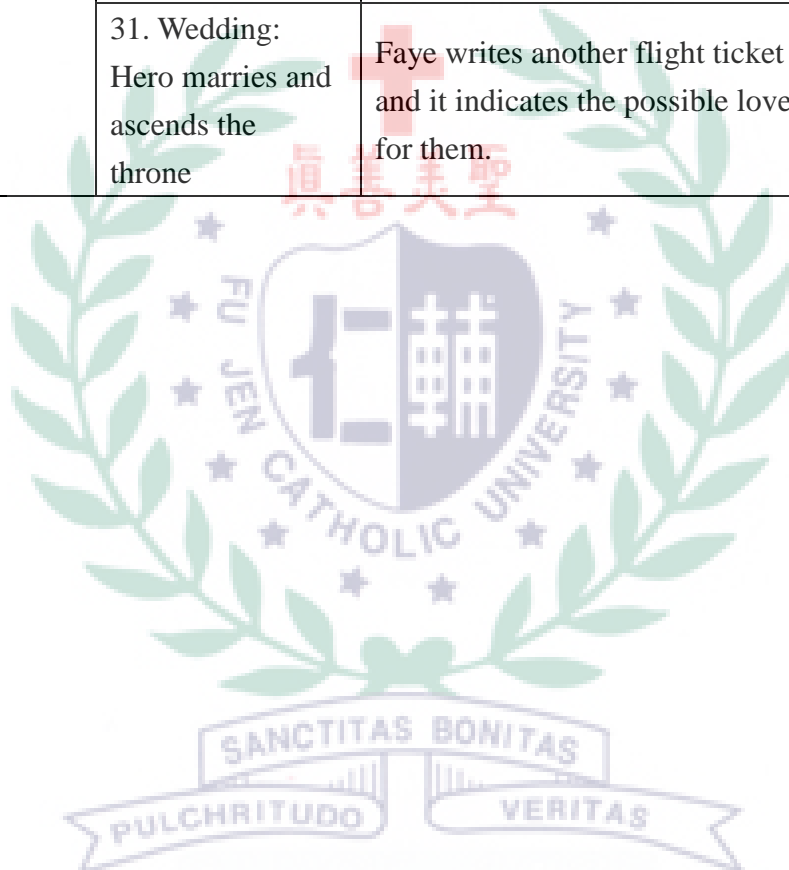 31. Wedding:
Hero marries and
ascends the
throne
Faye writes another flight ticket
and it indicates the possible love
for them.
真善美聖
FU JEN CATHOLIC UNIVERSITY
仁輔
SANCTITAS BONITAS
PULCHRITUDO VERITAS